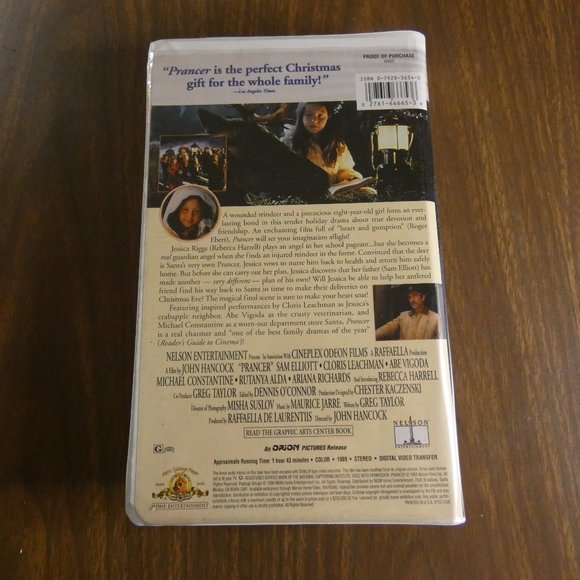 PROOF OF PURCHASE
"Prancer is the perfect Christmas
gift for the whole family!"
—Los Angeles Times
ISBN 0-7928-3634-0
0 27616 66665 3
A wounded reindeer and a precocious eight-year-old girl form an ever-
lasting bond in this tender holiday drama about true devotion and
friendship. An enchanting film full of "heart and gumption" (Roger
Ebert), Prancer will set your imagination aflight!
Jessica Riggs (Rebecca Harrell) plays an angel in her school pageant...but she becomes a
real guardian angel when she finds an injured reindeer in the forest. Convinced that the deer
is Santa's very own Prancer, Jessica vows to nurse him back to health and return him safely
home. But before she can carry out her plan, Jessica discovers that her father (Sam Elliott) has
made another — very different — plan of his own! Will Jessica be able to help her antlered
friend find his way back to Santa in time to make their deliveries on
Christmas Eve? The magical final scene is sure to make your heart soar!
Featuring inspired performances by Cloris Leachman as Jessica's
crabapple neighbor, Abe Vigoda as the crusty veterinarian, and
Michael Constantine as a worn-out department store Santa, Prancer
is a real charmer and "one of the best family dramas of the year"
(Reader's Guide to Cinema)!
NELSON ENTERTAINMENT Presents In Association With CINEPLEX ODEON FILMS A RAFFAELLA Production
A Film by JOHN HANCOCK "PRANCER" SAM ELLIOTT · CLORIS LEACHMAN · ABE VIGODA
MICHAEL CONSTANTINE · RUTANYA ALDA · ARIANA RICHARDS And Introducing REBECCA HARRELL
Co-Producer GREG TAYLOR Edited by DENNIS O'CONNOR Production Designed by CHESTER KACZENSKI
Director of Photography MISHA SUSLOV Music by MAURICE JARRE Written by GREG TAYLOR
Produced by RAFFAELLA DE LAURENTIIS Directed by JOHN HANCOCK
READ THE GRAPHIC ARTS CENTER BOOK
NELSON
ENTERTAINMENT
An ORION PICTURES Release
G
Approximate Running Time: 1 hour 43 minutes • COLOR • 1989 • STEREO • DIGITAL VIDEO TRANSFER
Metro Goldwyn Mayer
HOME ENTERTAINMENT
PRINTED IN U.S.A.